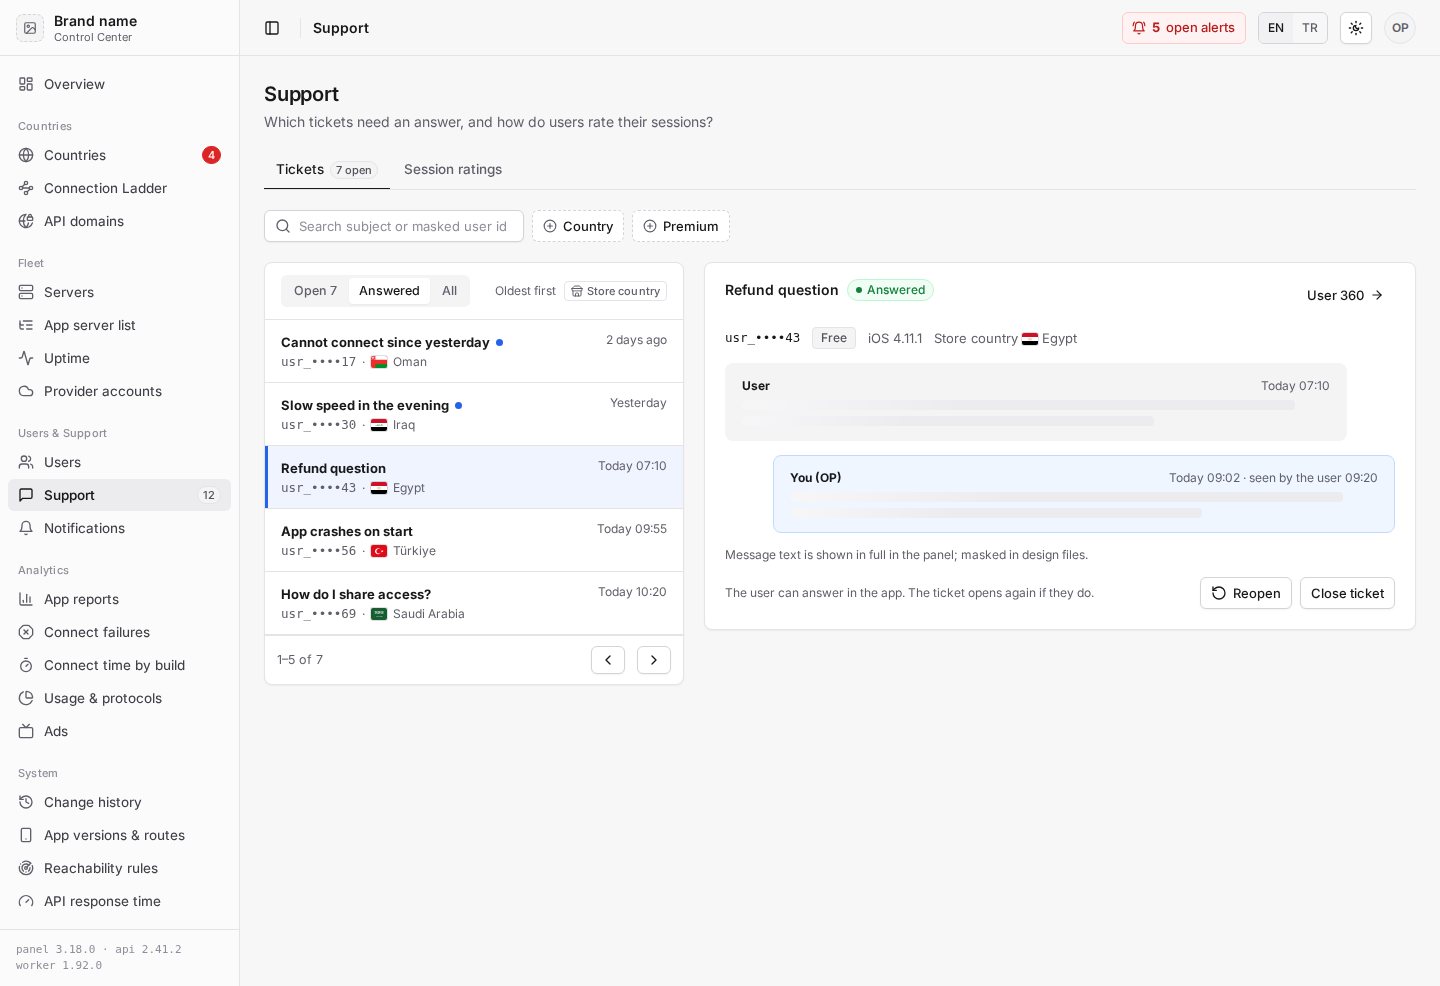 Brand name
Control Center
Support
5 open alerts
EN TR
OP
Overview
Countries
Countries 4
Connection Ladder
API domains
Fleet
Servers
App server list
Uptime
Provider accounts
Users & Support
Users
Support 12
Notifications
Analytics
App reports
Connect failures
Connect time by build
Usage & protocols
Ads
System
Change history
App versions & routes
Reachability rules
API response time
panel 3.18.0 · api 2.41.2
worker 1.92.0
Support
Which tickets need an answer, and how do users rate their sessions?
Tickets 7 open Session ratings
Search subject or masked user id Country Premium
Open 7 Answered All Oldest first Store country
Cannot connect since yesterday 2 days ago
usr_••••17 · Oman
Slow speed in the evening Yesterday
usr_••••30 · Iraq
Refund question Today 07:10
usr_••••43 · Egypt
App crashes on start Today 09:55
usr_••••56 · Türkiye
How do I share access? Today 10:20
usr_••••69 · Saudi Arabia
1–5 of 7
Refund question Answered User 360
usr_••••43 Free iOS 4.11.1 Store country Egypt
User Today 07:10
You (OP) Today 09:02 · seen by the user 09:20
Message text is shown in full in the panel; masked in design files.
The user can answer in the app. The ticket opens again if they do. Reopen Close ticket